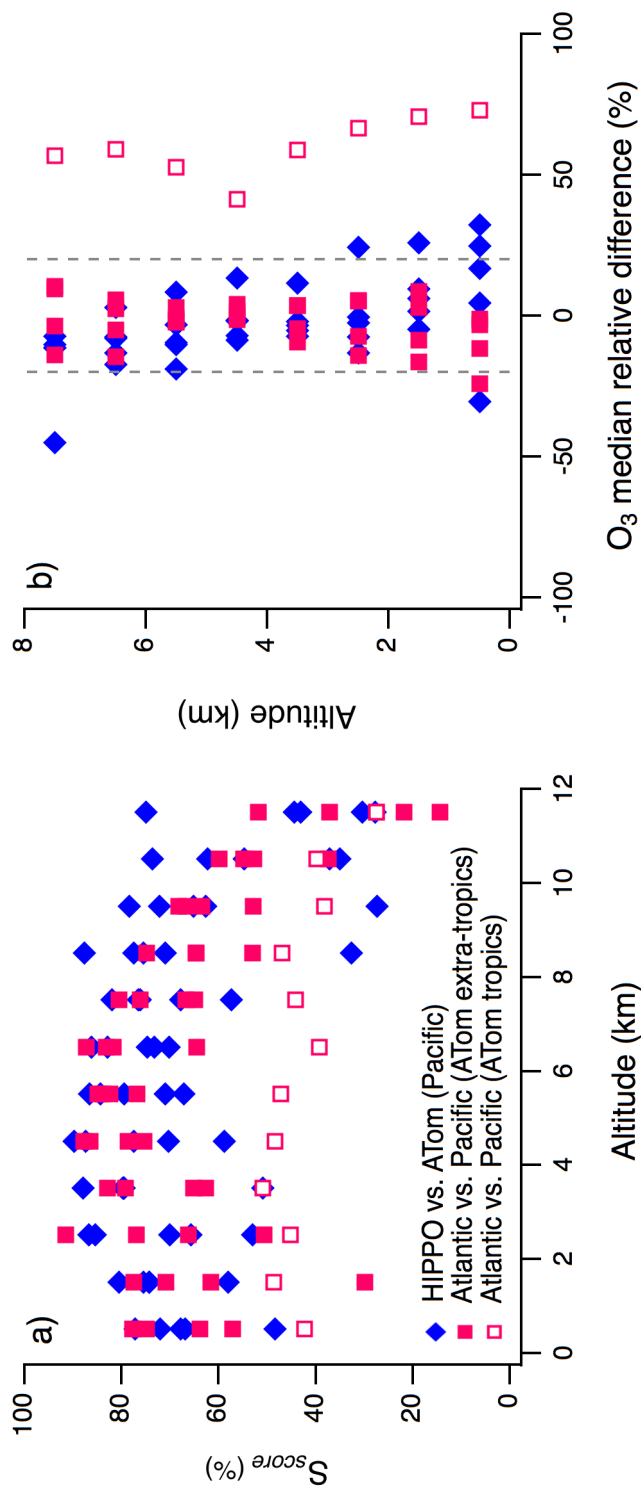 a)
S_score (%)
100
80
60
40
20
0
0
2
4
6
8
10
12
Altitude (km)
HIPPO vs. ATom (Pacific)
Atlantic vs. Pacific (ATom extra-tropics)
Atlantic vs. Pacific (ATom tropics)
b)
Altitude (km)
8
6
4
2
0
-100
-50
0
50
100
O3 median relative difference (%)